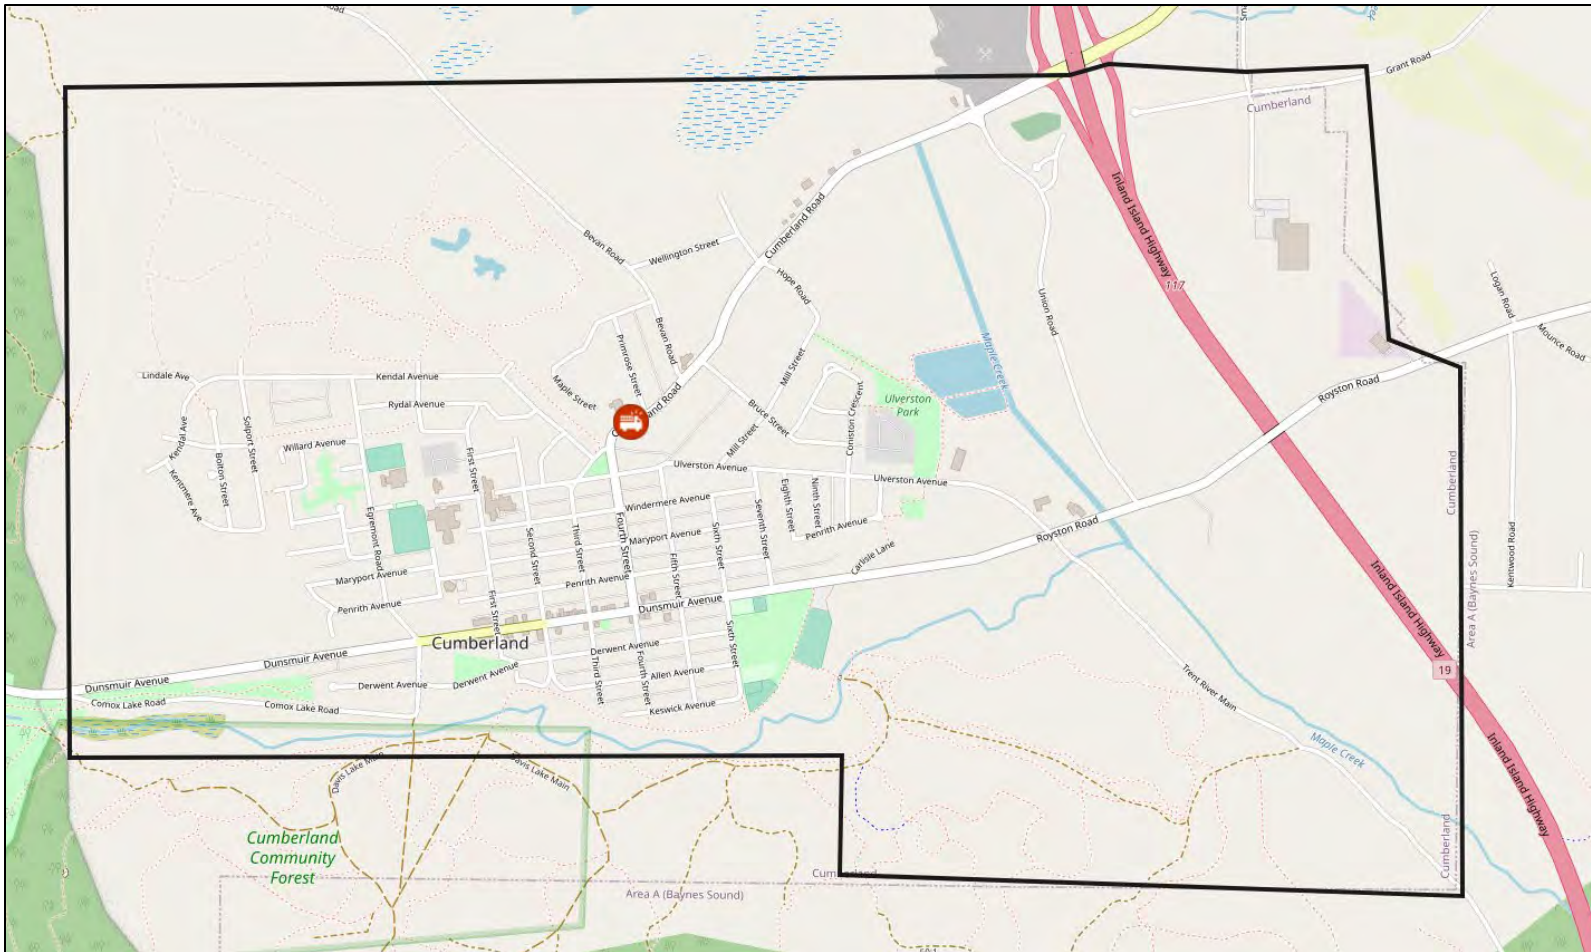 Creek
Grant Road
Cumberland
Inland Island Highway
117
Cumberland Road
Bevan Road
Wellington Street
Hope Road
Union Road
Logan Road
Mounce Road
Maple Creek
Primrose Street
Bevan Road
Mill Street
Lindale Ave
Kendal Avenue
Maple Street
Royston Road
Rydal Avenue
Ulverston
Park
Coniston Crescent
Bruce Street
Kendal Ave
Solport Street
Willard Avenue
Mill Street
First Street
Bolton Street
Kentmere Ave
Ulverston Avenue
Ulverston Avenue
Cumberland
Windermere Avenue
Eighth Street
Ninth Street
Egremont Road
Second Street
Third Street
Fourth Street
Sixth Street
Seventh Street
Penrith Avenue
Royston Road
Maryport Avenue
Carlisle Lane
Kentwood Road
Area A (Baynes Sound)
Maryport Avenue
Penrith Avenue
Fifth Street
Inland Island Highway
Penrith Avenue
First Street
Dunsmuir Avenue
Cumberland
Dunsmuir Avenue
Derwent Avenue
Sixth Street
Dunsmuir Avenue
Derwent Avenue
Derwent Avenue
Third Street
Fourth Street
Allen Avenue
19
Trent River Main
Comox Lake Road
Comox Lake Road
Keswick Avenue
Maple Creek
Inland Island Highway
Davis Lake Main
Davis Lake Main
Cumberland
Community
Forest
Cumberland
Cumberland
Area A (Baynes Sound)